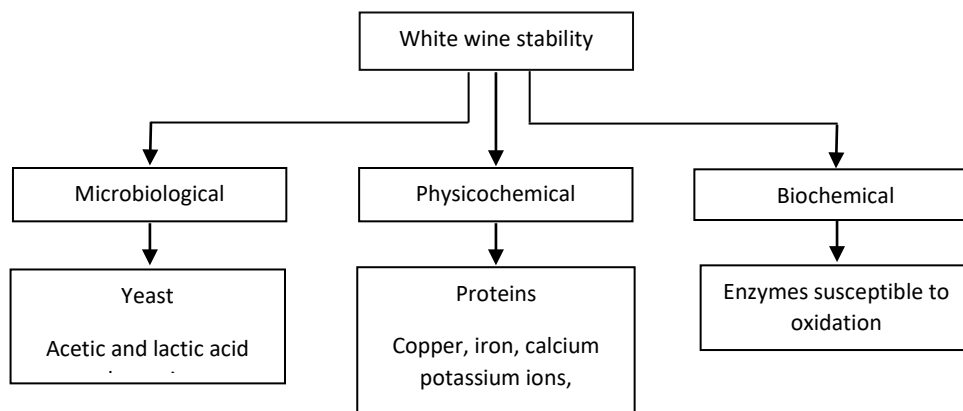 White wine stability
Microbiological
Physicochemical
Biochemical
Yeast
Acetic and lactic acid
Proteins
Copper, iron, calcium
potassium ions,
Enzymes susceptible to
oxidation